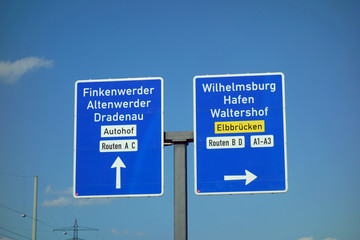 Finkenwerder
Altenwerder
Dradenau
Autohof
Routen A C
Wilhelmsburg
Hafen
Waltershof
Elbbrücken
Routen B D A1-A3